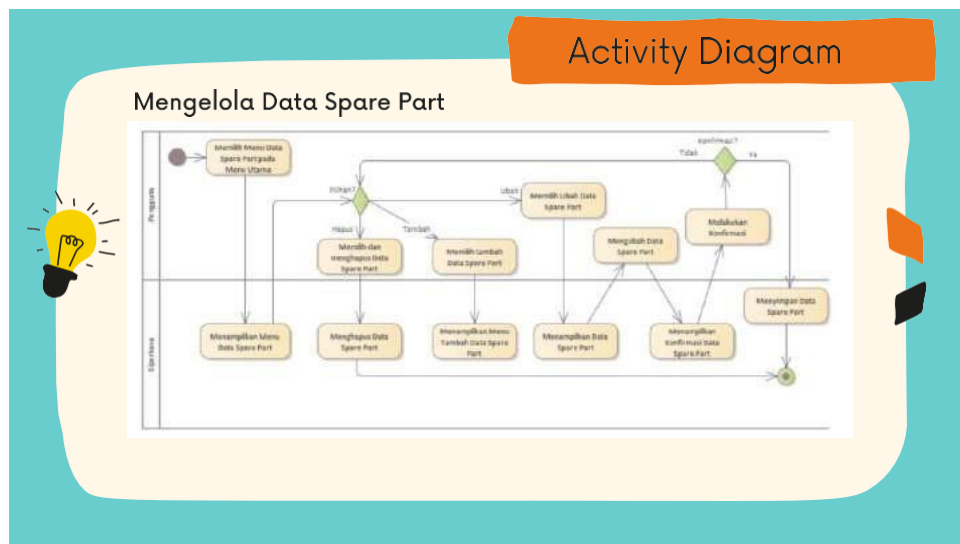 Activity Diagram
Mengelola Data Spare Part
Memilih Menu Data
Spare Part pada
Menu Utama
Konfirmasi?
Tidak
Ya
Pilihan?
Ubah
Memilih Ubah Data
Spare Part
Hapus
Tambah
Melakukan
Konfirmasi
Mengubah Data
Spare Part
Memilih dan
menghapus Data
Spare Part
Memilih tambah
Data Spare Part
Pengguna
Menyimpan Data
Spare Part
Menampilkan Menu
Data Spare Part
Menghapus Data
Spare Part
Menampilkan Menu
Tambah Data Spare
Part
Menampilkan Data
Spare Part
Menampilkan
Konfirmasi Data
Spare Part